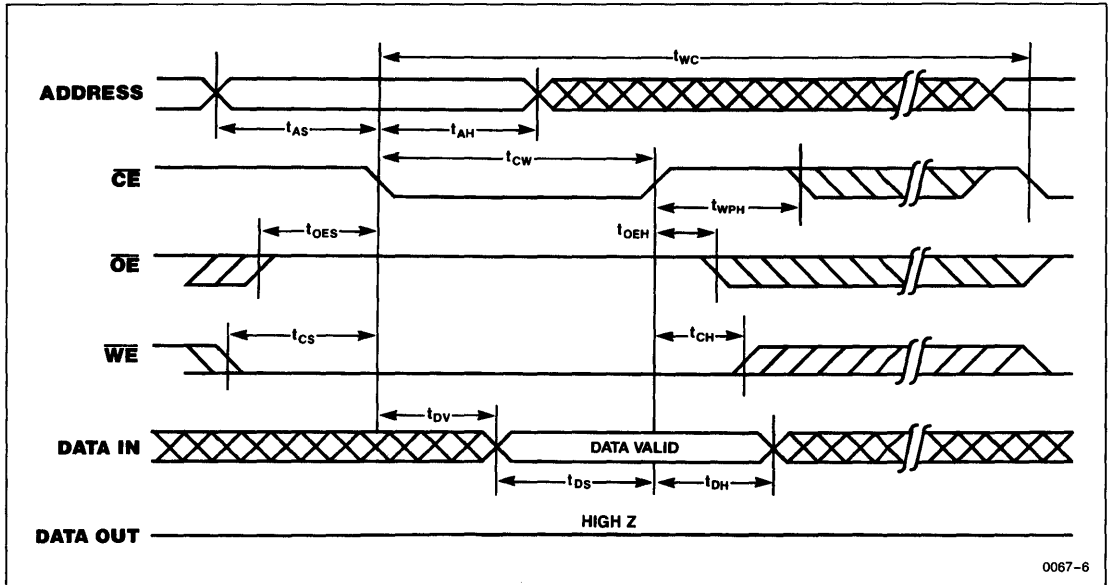 tWC
ADDRESS
tAS
tAH
tCW
CE
tWPH
tOES
tOEH
OE
tCS
tCH
WE
tDV
DATA IN
DATA VALID
tDS
tDH
HIGH Z
DATA OUT
0067–6